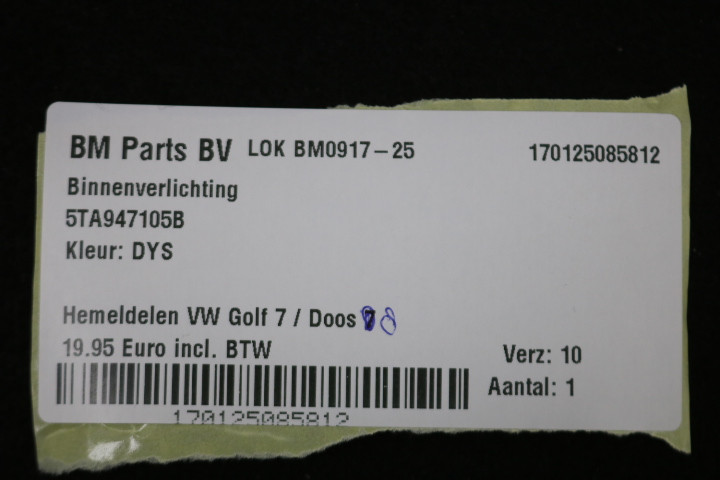 BM Parts BV LOK BM0917-25 170125085812
Binnenverlichting
5TA947105B
Kleur: DYS
Hemeldelen VW Golf 7 / Doos 8
19.95 Euro incl. BTW
Verz: 10
Aantal: 1
170125085812